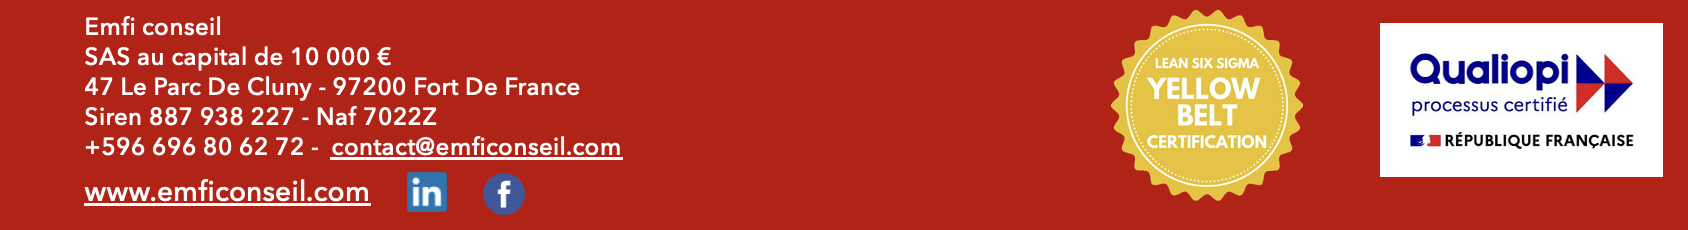 Emfi conseil
SAS au capital de 10 000 €
47 Le Parc De Cluny - 97200 Fort De France
Siren 887 938 227 - Naf 7022Z
+596 696 80 62 72 - contact@emficonseil.com
www.emficonseil.com
in
f
LEAN SIX SIGMA
YELLOW
BELT
CERTIFICATION
Qualiopi
processus certifié
RÉPUBLIQUE FRANÇAISE